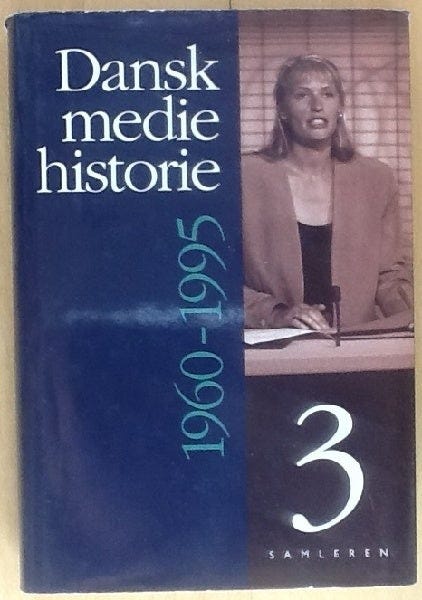 Dansk
medie
historie
1960-1995
3
SAMLEREN